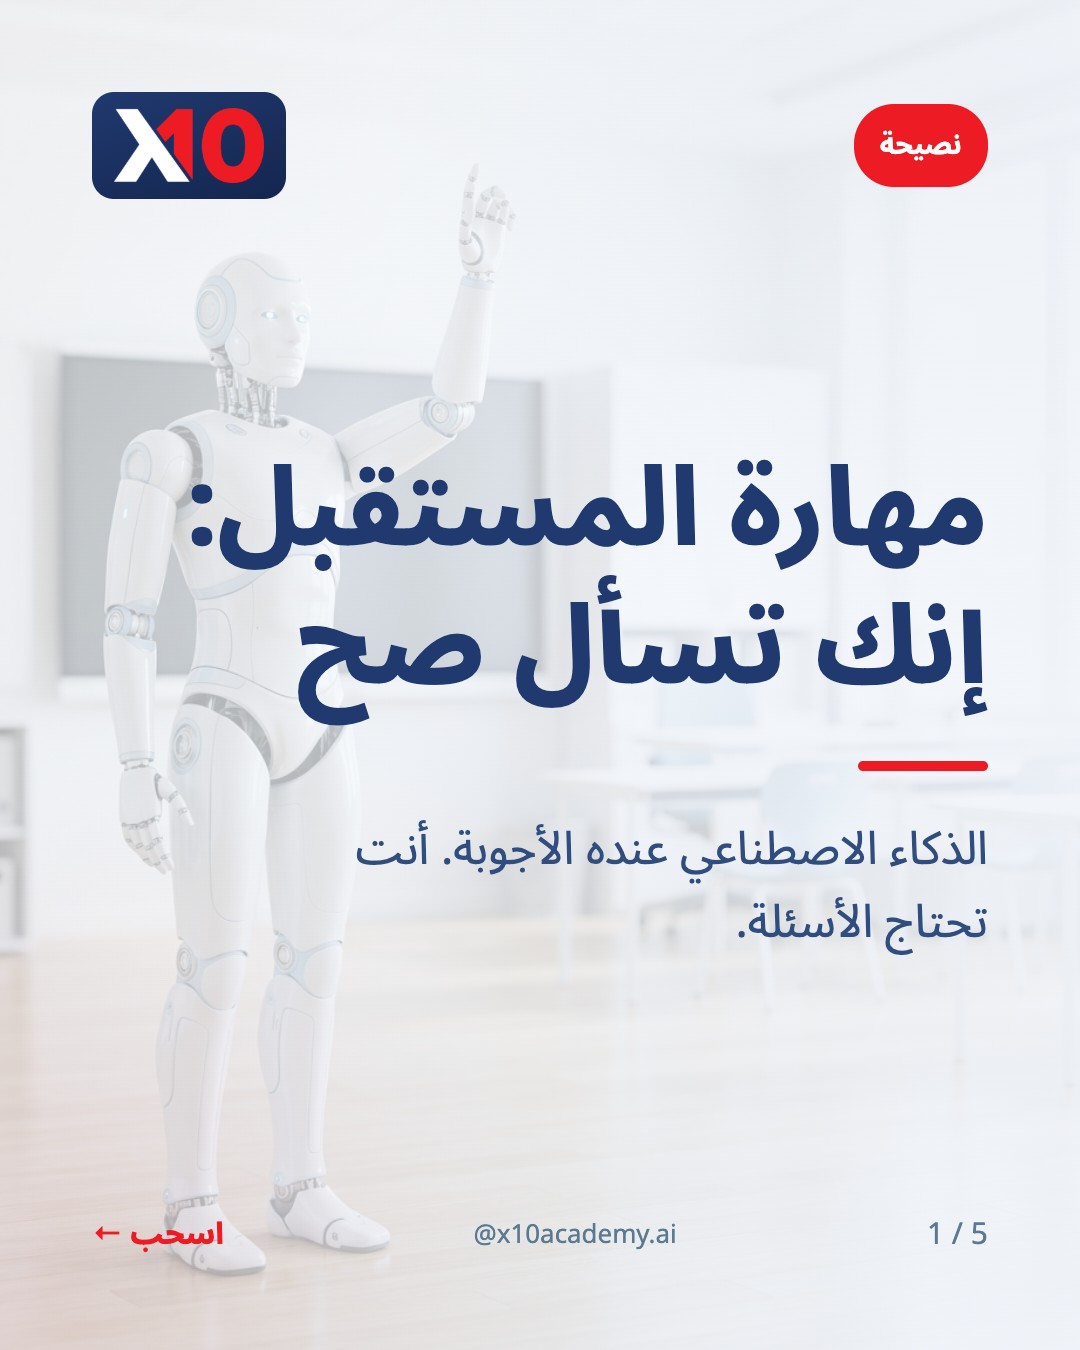 X10
نصيحة
مهارة المستقبل:
إنك تسأل صح
الذكاء الاصطناعي عنده الأجوبة. أنت
تحتاج الأسئلة.
1 / 5
@x10academy.ai
اسحب ←